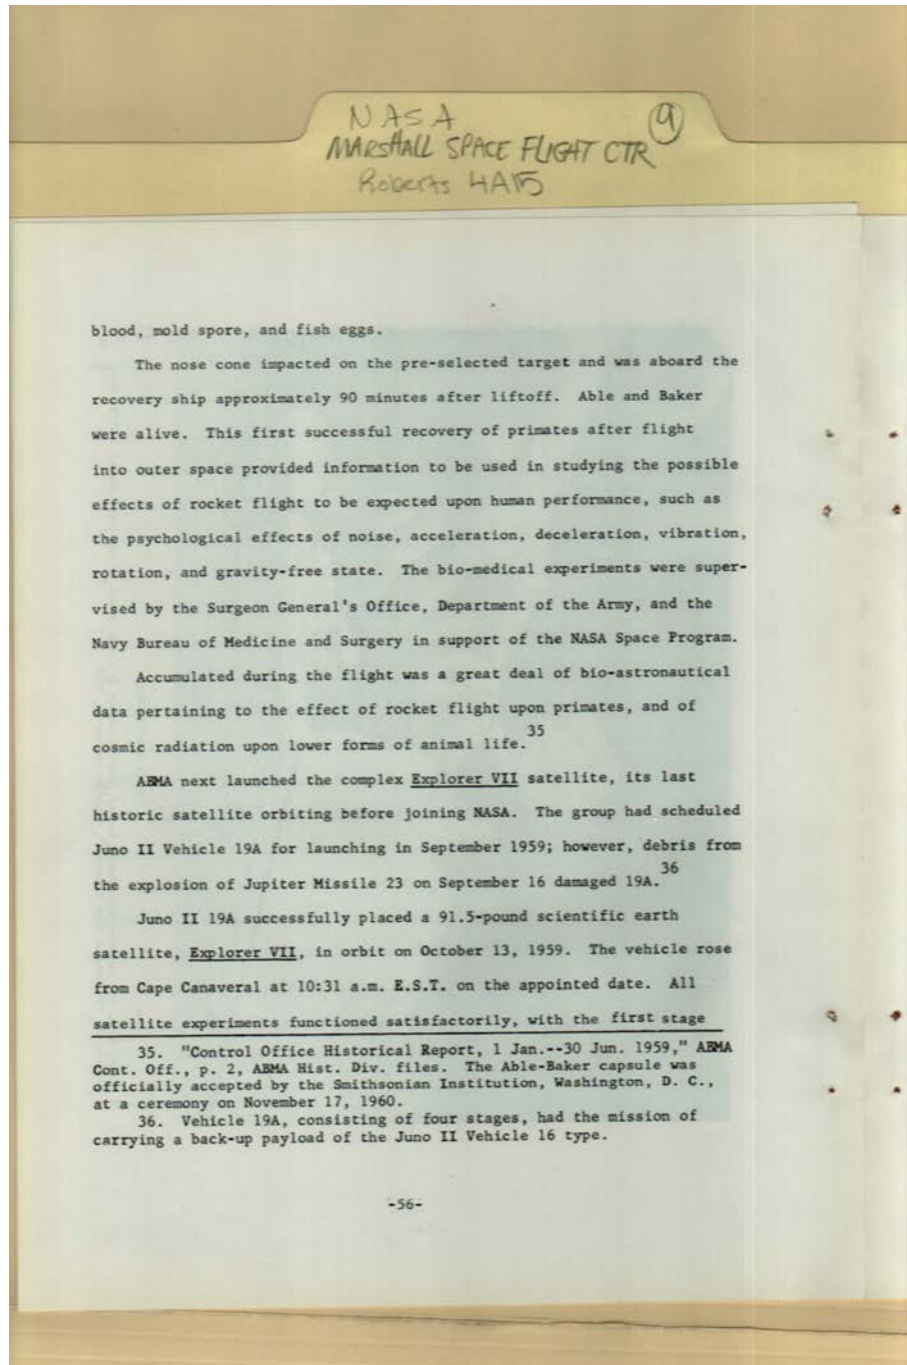 NASA
MARSHALL SPACE FLIGHT CTR 9
Roberts 4A15
blood, mold spore, and fish eggs.
The nose cone impacted on the pre-selected target and was aboard the
recovery ship approximately 90 minutes after liftoff. Able and Baker
were alive. This first successful recovery of primates after flight
into outer space provided information to be used in studying the possible
effects of rocket flight to be expected upon human performance, such as
the psychological effects of noise, acceleration, deceleration, vibration,
rotation, and gravity-free state. The bio-medical experiments were super-
vised by the Surgeon General's Office, Department of the Army, and the
Navy Bureau of Medicine and Surgery in support of the NASA Space Program.
Accumulated during the flight was a great deal of bio-astronautical
data pertaining to the effect of rocket flight upon primates, and of
cosmic radiation upon lower forms of animal life.35
ABMA next launched the complex Explorer VII satellite, its last
historic satellite orbiting before joining NASA. The group had scheduled
Juno II Vehicle 19A for launching in September 1959; however, debris from
the explosion of Jupiter Missile 23 on September 16 damaged 19A.36
Juno II 19A successfully placed a 91.5-pound scientific earth
satellite, Explorer VII, in orbit on October 13, 1959. The vehicle rose
from Cape Canaveral at 10:31 a.m. E.S.T. on the appointed date. All
satellite experiments functioned satisfactorily, with the first stage
35. "Control Office Historical Report, 1 Jan.--30 Jun. 1959," ABMA
Cont. Off., p. 2, ABMA Hist. Div. files. The Able-Baker capsule was
officially accepted by the Smithsonian Institution, Washington, D. C.,
at a ceremony on November 17, 1960.
36. Vehicle 19A, consisting of four stages, had the mission of
carrying a back-up payload of the Juno II Vehicle 16 type.
-56-